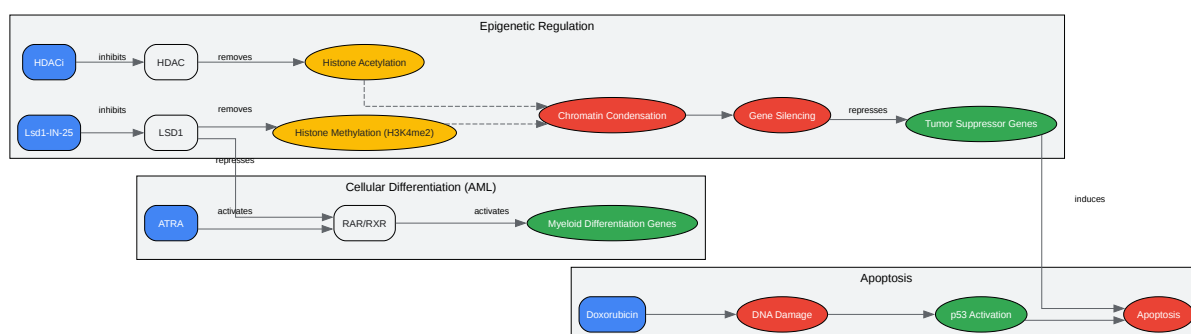 Epigenetic Regulation
HDACi
inhibits
HDAC
removes
Histone Acetylation
Lsd1-IN-25
inhibits
LSD1
removes
Histone Methylation (H3K4me2)
Chromatin Condensation
Gene Silencing
represses
Tumor Suppressor Genes
represses
Cellular Differentiation (AML)
ATRA
activates
RAR/RXR
activates
Myeloid Differentiation Genes
induces
Apoptosis
Doxorubicin
DNA Damage
p53 Activation
Apoptosis